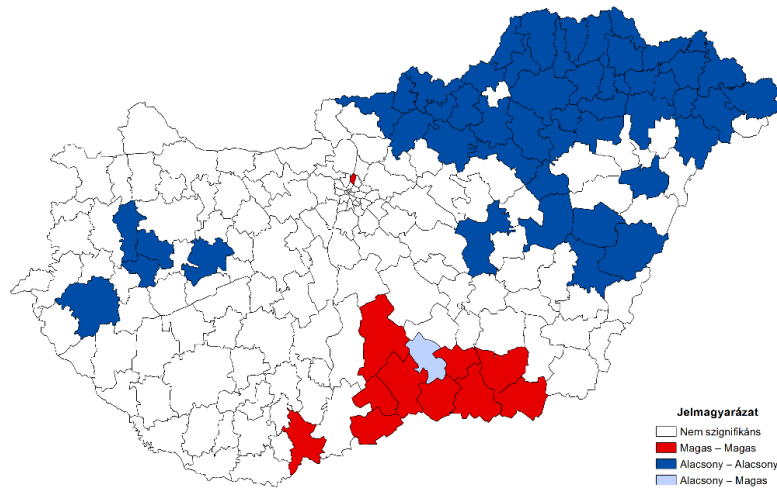 Jelmagyarázat
Nem szignifikáns
Magas – Magas
Alacsony – Alacsony
Alacsony – Magas